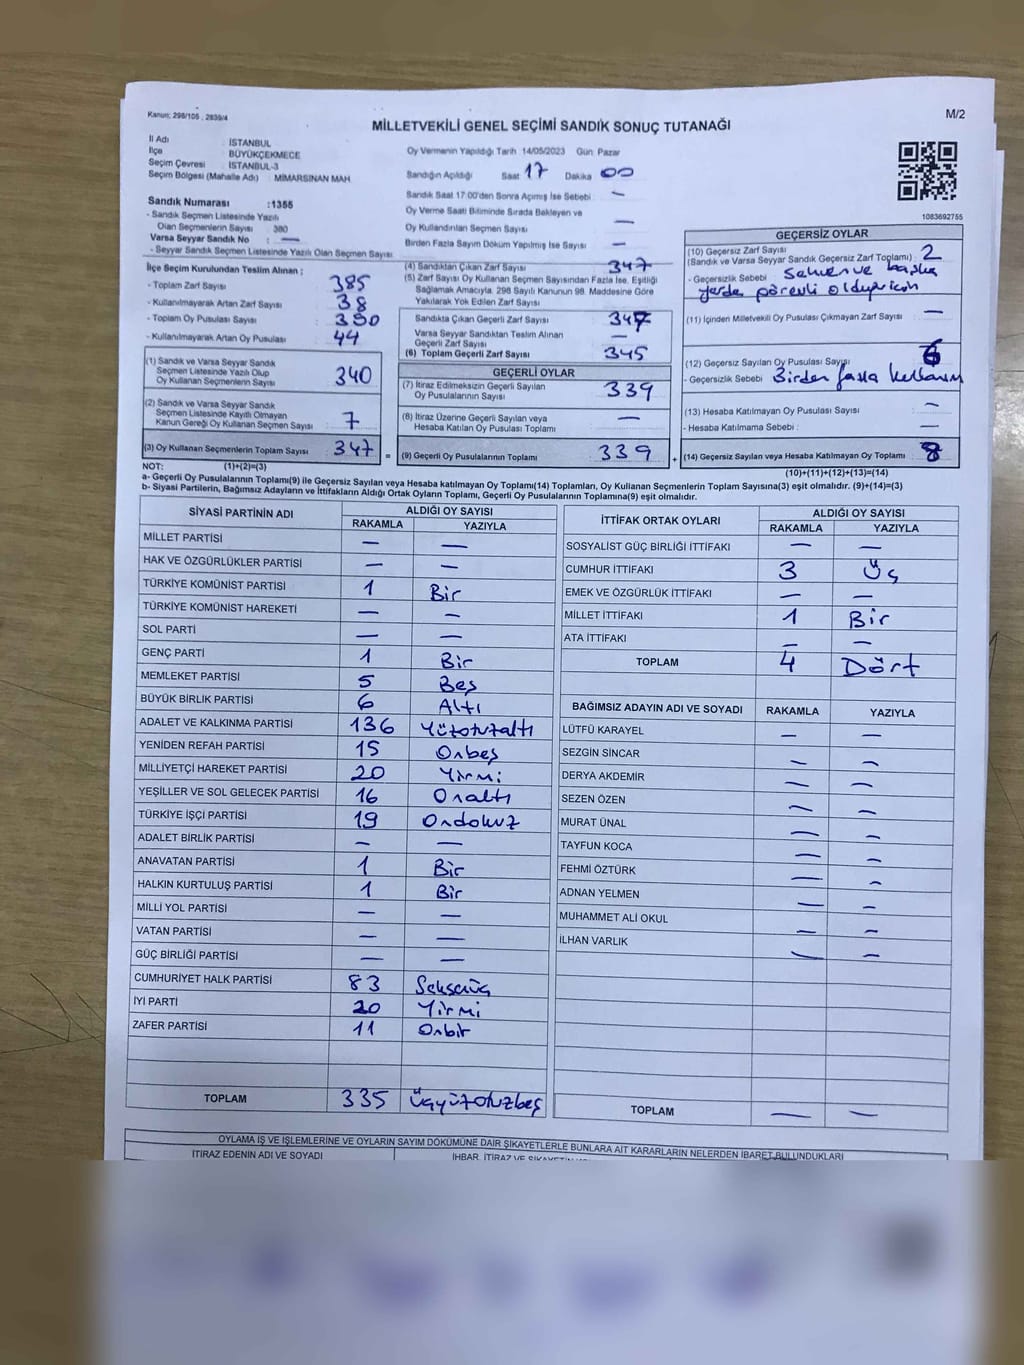 Kanun; 298/105 , 2839/4
M/2
MİLLETVEKİLİ GENEL SEÇİMİ SANDIK SONUÇ TUTANAĞI
İl Adı : İSTANBUL
İlçe : BÜYÜKÇEKMECE
Seçim Çevresi : İSTANBUL-3
Seçim Bölgesi (Mahalle Adı) : MİMARSİNAN MAH
Sandık Numarası :1355
- Sandık Seçmen Listesinde Yazılı
Olan Seçmenlerin Sayısı : 380
Varsa Seyyar Sandık No : —
- Seyyar Sandık Seçmen Listesinde Yazılı Olan Seçmen Sayısı
Oy Vermenin Yapıldığı Tarih 14/05/2023 Gün Pazar
Sandığın Açıldığı Saat 17 Dakika 00
Sandık Saat 17:00'den Sonra Açımış İse Sebebi : —
Oy Verme Saati Bitiminde Sırada Bekleyen ve
Oy Kullandırılan Seçmen Sayısı : —
Birden Fazla Sayım Döküm Yapılmış İse Sayısı : —
1083692755
İlçe Seçim Kurulundan Teslim Alınan ;
- Toplam Zarf Sayısı : 385
- Kullanılmayarak Artan Zarf Sayısı : 38
- Toplam Oy Pusulası Sayısı : 390
- Kullanılmayarak Artan Oy Pusulası : 44
(1) Sandık ve Varsa Seyyar Sandık
Seçmen Listesinde Yazılı Olup
Oy Kullanan Seçmenlerin Sayısı 340
(2) Sandık ve Varsa Seyyar Sandık
Seçmen Listesinde Kayıtlı Olmayan
Kanun Gereği Oy Kullanan Seçmen Sayısı 7
(3) Oy Kullanan Seçmenlerin Toplam Sayısı 347 =
(4) Sandıktan Çıkan Zarf Sayısı 347
(5) Zarf Sayısı Oy Kullanan Seçmen Sayısından Fazla İse, Eşitliği
Sağlamak Amacıyla, 298 Sayılı Kanunun 98. Maddesine Göre
Yakılarak Yok Edilen Zarf Sayısı
Sandıkta Çıkan Geçerli Zarf Sayısı 347
Varsa Seyyar Sandıktan Teslim Alınan
Geçerli Zarf Sayısı —
(6) Toplam Geçerli Zarf Sayısı 345
GEÇERLİ OYLAR
(7) İtiraz Edilmeksizin Geçerli Sayılan
Oy Pusulalarının Sayısı 339
(8) İtiraz Üzerine Geçerli Sayılan veya
Hesaba Katılan Oy Pusulası Toplamı —
(9) Geçerli Oy Pusulalarının Toplamı 339 +
GEÇERSİZ OYLAR
(10) Geçersiz Zarf Sayısı 2
(Sandık ve Varsa Seyyar Sandık Geçersiz Zarf Toplamı)
- Geçersizlik Sebebi : başka
yerde görevli olduğu için
(11) İçinden Milletvekili Oy Pusulası Çıkmayan Zarf Sayısı : —
(12) Geçersiz Sayılan Oy Pusulası Sayısı 6
- Geçersizlik Sebebi : Birden fazla kullanım
(13) Hesaba Katılmayan Oy Pusulası Sayısı —
- Hesaba Katılmama Sebebi : —
(14) Geçersiz Sayılan veya Hesaba Katılmayan Oy Toplamı 8
NOT: (1)+(2)=(3) (10)+(11)+(12)+(13)=(14)
a- Geçerli Oy Pusulalarının Toplamı(9) ile Geçersiz Sayılan veya Hesaba katılmayan Oy Toplam(14) Toplamları, Oy Kullanan Seçmenlerin Toplam Sayısına(3) eşit olmalıdır. (9)+(14)=(3)
b- Siyasi Partilerin, Bağımsız Adayların ve İttifakların Aldığı Ortak Oyların Toplamı, Geçerli Oy Pusulalarının Toplamına(9) eşit olmalıdır.
SİYASİ PARTİNİN ADI ALDIĞI OY SAYISI
RAKAMLA YAZIYLA
MİLLET PARTİSİ — —
HAK VE ÖZGÜRLÜKLER PARTİSİ — —
TÜRKİYE KOMÜNİST PARTİSİ 1 Bir
TÜRKİYE KOMÜNİST HAREKETİ — —
SOL PARTİ — —
GENÇ PARTİ 1 Bir
MEMLEKET PARTİSİ 5 Beş
BÜYÜK BİRLİK PARTİSİ 6 Altı
ADALET VE KALKINMA PARTİSİ 136 Yüzotuzaltı
YENİDEN REFAH PARTİSİ 15 Onbeş
MİLLİYETÇİ HAREKET PARTİSİ 20 Yirmi
YEŞİLLER VE SOL GELECEK PARTİSİ 16 Onaltı
TÜRKİYE İŞÇİ PARTİSİ 19 Ondokuz
ADALET BİRLİK PARTİSİ — —
ANAVATAN PARTİSİ 1 Bir
HALKIN KURTULUŞ PARTİSİ 1 Bir
MİLLİ YOL PARTİSİ — —
VATAN PARTİSİ — —
GÜÇ BİRLİĞİ PARTİSİ — —
CUMHURİYET HALK PARTİSİ 83 Seksenüç
İYİ PARTİ 20 Yirmi
ZAFER PARTİSİ 11 Onbir
TOPLAM 335 Üçyüzotuzbeş
İTTİFAK ORTAK OYLARI ALDIĞI OY SAYISI
RAKAMLA YAZIYLA
SOSYALİST GÜÇ BİRLİĞİ İTTİFAKI — —
CUMHUR İTTİFAKI 3 Üç
EMEK VE ÖZGÜRLÜK İTTİFAKI — —
MİLLET İTTİFAKI 1 Bir
ATA İTTİFAKI — —
TOPLAM 4 Dört
BAĞIMSIZ ADAYIN ADI VE SOYADI RAKAMLA YAZIYLA
LÜTFÜ KARAYEL — —
SEZGİN SİNCAR — —
DERYA AKDEMİR — —
SEZEN ÖZEN — —
MURAT ÜNAL — —
TAYFUN KOCA — —
FEHMİ ÖZTÜRK — —
ADNAN YELMEN — —
MUHAMMET ALİ OKUL — —
İLHAN VARLIK — —
TOPLAM — —
OYLAMA İŞ VE İŞLEMLERİNE VE OYLARIN SAYIM DÖKÜMÜNE DAİR ŞİKAYETLERLE BUNLARA AİT KARARLARIN NELERDEN İBARET BULUNDUKLARI
İTİRAZ EDENİN ADI VE SOYADI